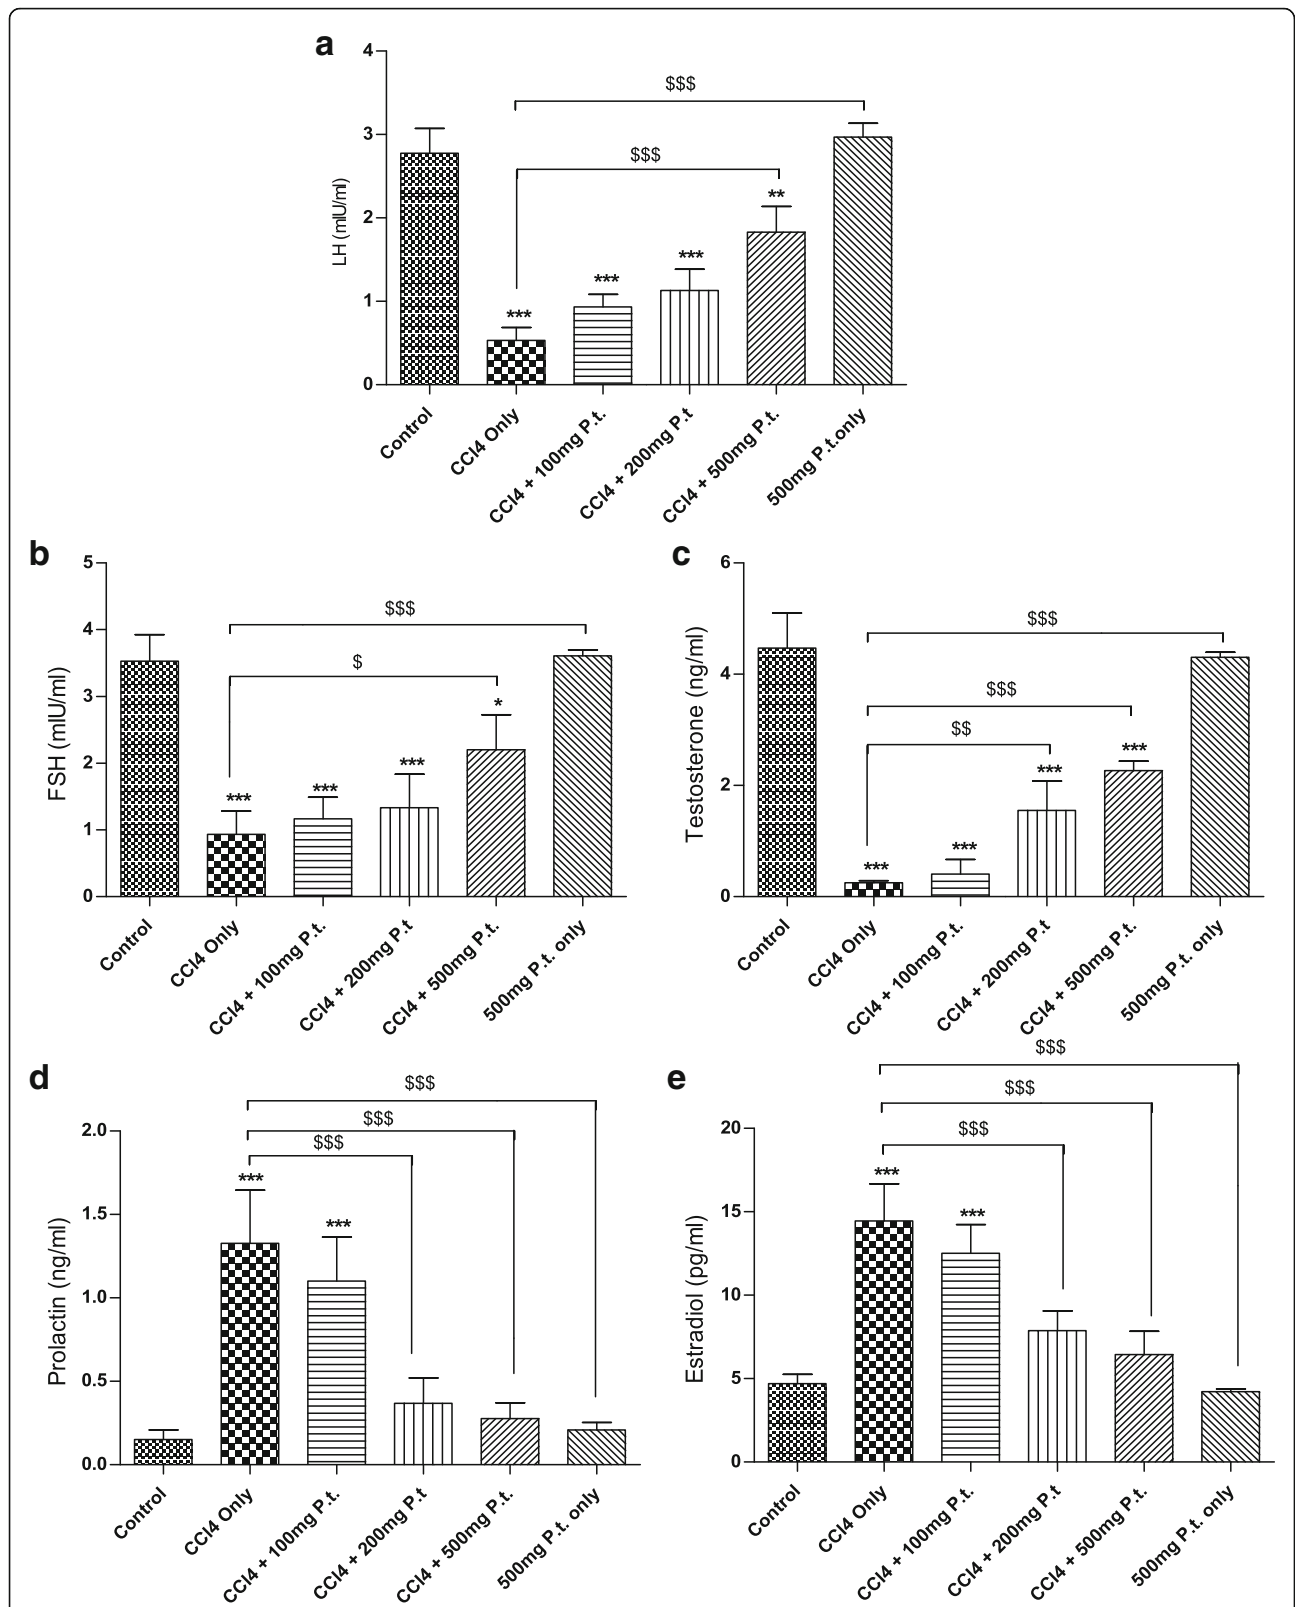 a
4
3
2
1
0
LH (mIU/ml)
$$$
$$$
***
***
***
**
Control
CCl4 Only
CCl4 + 100mg P.t.
CCl4 + 200mg P.t
CCl4 + 500mg P.t.
500mg P.t.only
b
5
4
3
2
1
0
FSH (mIU/ml)
$$$
$
***
***
***
*
Control
CCl4 Only
CCl4 + 100mg P.t.
CCl4 + 200mg P.t
CCl4 + 500mg P.t.
500mg P.t. only
c
6
4
2
0
Testosterone (ng/ml)
$$$
$$$
$$
***
***
***
***
Control
CCl4 Only
CCl4 + 100mg P.t.
CCl4 + 200mg P.t
CCl4 + 500mg P.t.
500mg P.t. only
d
2.0
1.5
1.0
0.5
0.0
Prolactin (ng/ml)
$$$
$$$
$$$
***
***
Control
CCl4 Only
CCl4 + 100mg P.t.
CCl4 + 200mg P.t
CCl4 + 500mg P.t.
500mg P.t. only
e
20
15
10
5
0
Estradiol (pg/ml)
$$$
$$$
$$$
***
***
Control
CCl4 Only
CCl4 + 100mg P.t.
CCl4 + 200mg P.t
CCl4 + 500mg P.t.
500mg P.t. only